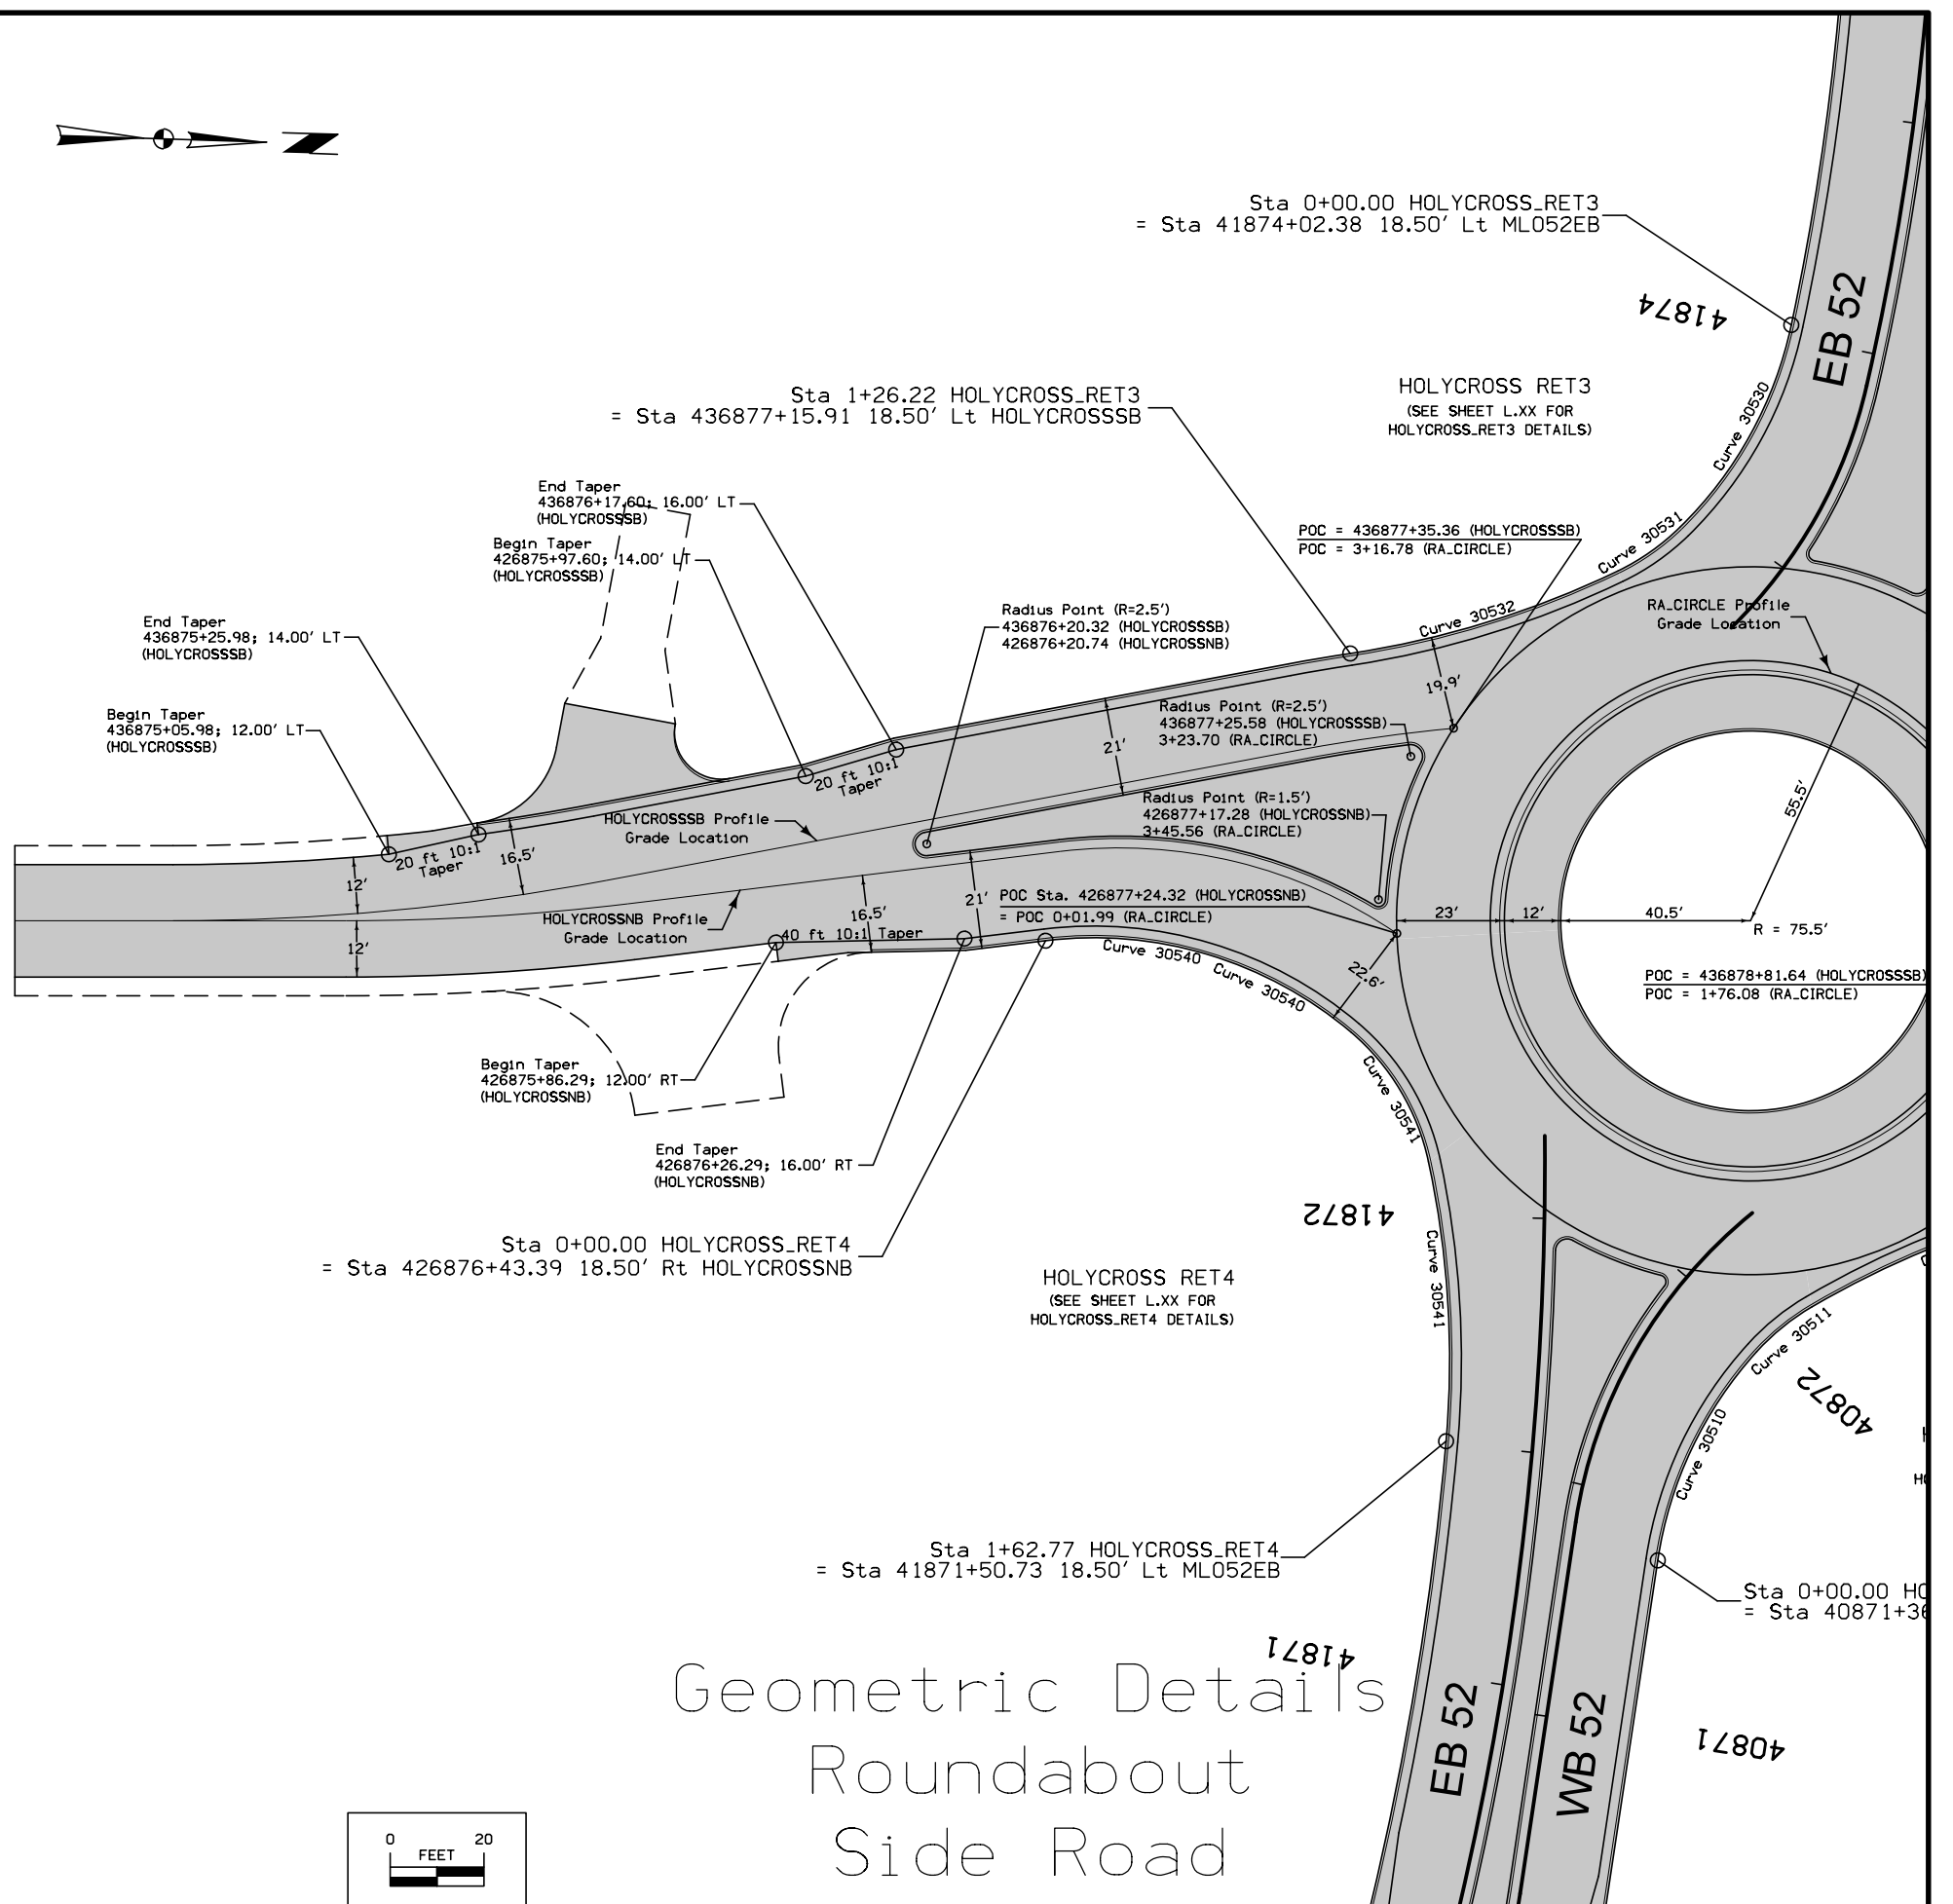 Sta 0+00.00 HOLYCROSS_RET3
= Sta 41874+02.38 18.50' Lt ML052EB
EB 52
41874
HOLYCROSS RET3
(SEE SHEET L.XX FOR
HOLYCROSS_RET3 DETAILS)
Curve 30530
Sta 1+26.22 HOLYCROSS_RET3
= Sta 436877+15.91 18.50' Lt HOLYCROSSSB
End Taper
436876+17.60; 16.00' LT
(HOLYCROSSSB)
Begin Taper
426875+97.60; 14.00' LT
(HOLYCROSSSB)
POC = 436877+35.36 (HOLYCROSSSB)
POC = 3+16.78 (RA_CIRCLE)
Curve 30531
Curve 30532
End Taper
436875+25.98; 14.00' LT
(HOLYCROSSSB)
Radius Point (R=2.5')
436876+20.32 (HOLYCROSSSB)
426876+20.74 (HOLYCROSSNB)
RA_CIRCLE Profile
Grade Location
Begin Taper
436875+05.98; 12.00' LT
(HOLYCROSSSB)
19.9'
Radius Point (R=2.5')
436877+25.58 (HOLYCROSSSB)
3+23.70 (RA_CIRCLE)
21'
20 ft 10:1
Taper
Radius Point (R=1.5')
426877+17.28 (HOLYCROSSNB)
3+45.56 (RA_CIRCLE)
55.5'
HOLYCROSSSB Profile
Grade Location
20 ft 10:1
Taper
16.5'
12'
12'
HOLYCROSSNB Profile
Grade Location
16.5'
21'
POC Sta. 426877+24.32 (HOLYCROSSNB)
= POC 0+01.99 (RA_CIRCLE)
23'
12'
40.5'
R = 75.5'
40 ft 10:1 Taper
Curve 30540
Curve 30540
22.6'
POC = 436878+81.64 (HOLYCROSSSB)
POC = 1+76.08 (RA_CIRCLE)
Begin Taper
426875+86.29; 12.00' RT
(HOLYCROSSNB)
Curve 30541
End Taper
426876+26.29; 16.00' RT
(HOLYCROSSNB)
41872
Sta 0+00.00 HOLYCROSS_RET4
= Sta 426876+43.39 18.50' Rt HOLYCROSSNB
HOLYCROSS RET4
(SEE SHEET L.XX FOR
HOLYCROSS_RET4 DETAILS)
Curve 30541
Curve 30511
40872
Curve 30510
Sta 1+62.77 HOLYCROSS_RET4
= Sta 41871+50.73 18.50' Lt ML052EB
Sta 0+00.00 HO
= Sta 40871+36
41871
Geometric Details
Roundabout
Side Road
EB 52
WB 52
40871
0 20
FEET